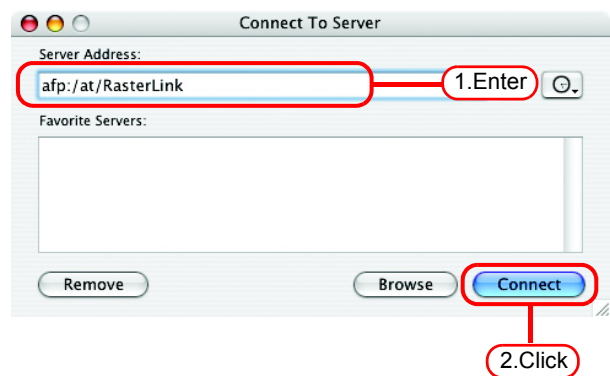 Connect To Server
Server Address:
afp:/at/RasterLink
1.Enter
Favorite Servers:
Remove
Browse
Connect
2.Click